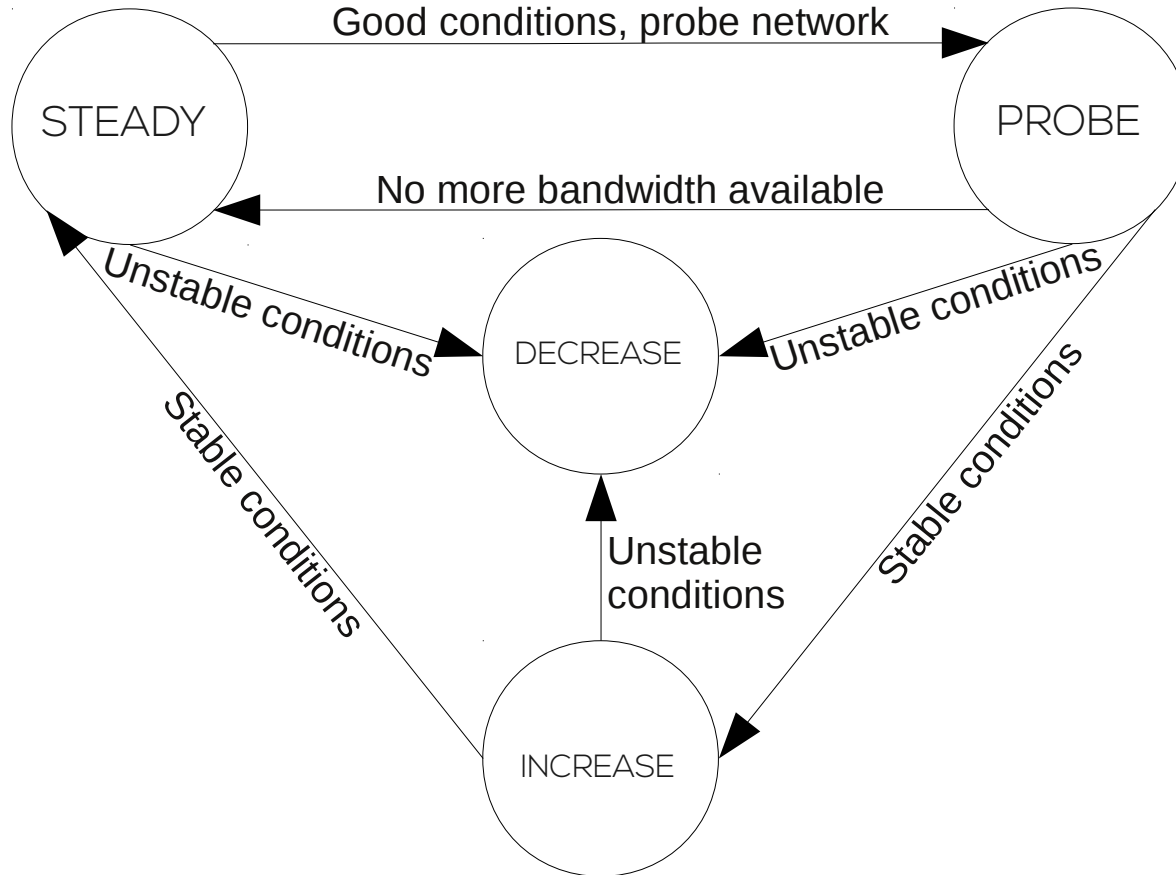 Good conditions, probe network
STEADY
PROBE
No more bandwidth available
Unstable conditions
Unstable conditions
DECREASE
Stable conditions
Stable conditions
Unstable
conditions
INCREASE